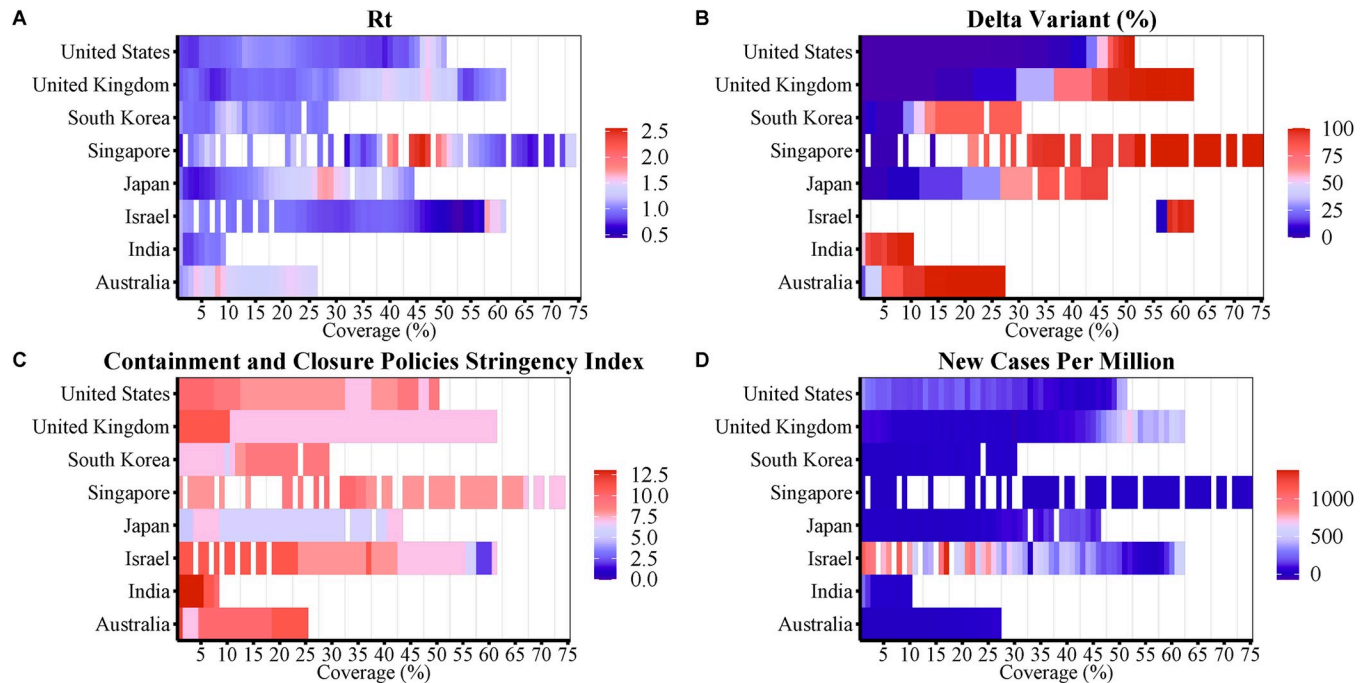 A
Rt
United States
United Kingdom
South Korea
Singapore
Japan
Israel
India
Australia
5 10 15 20 25 30 35 40 45 50 55 60 65 70 75
Coverage (%)
2.5
2.0
1.5
1.0
0.5
B
Delta Variant (%)
United States
United Kingdom
South Korea
Singapore
Japan
Israel
India
Australia
5 10 15 20 25 30 35 40 45 50 55 60 65 70 75
Coverage (%)
100
75
50
25
0
C
Containment and Closure Policies Stringency Index
United States
United Kingdom
South Korea
Singapore
Japan
Israel
India
Australia
5 10 15 20 25 30 35 40 45 50 55 60 65 70 75
Coverage (%)
12.5
10.0
7.5
5.0
2.5
0.0
D
New Cases Per Million
United States
United Kingdom
South Korea
Singapore
Japan
Israel
India
Australia
5 10 15 20 25 30 35 40 45 50 55 60 65 70 75
Coverage (%)
1000
500
0